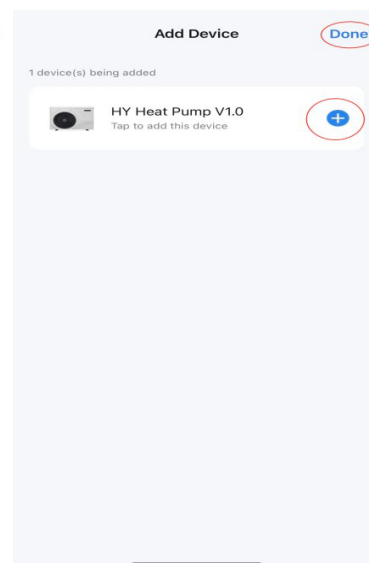 Add Device
Done
1 device(s) being added
HY Heat Pump V1.0
Tap to add this device